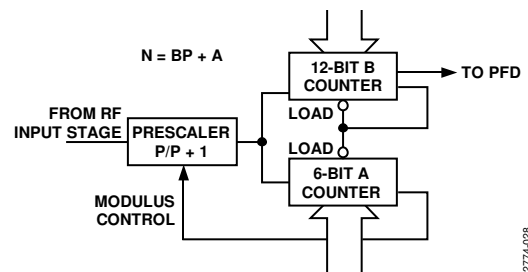 N = BP + A
12-BIT B
COUNTER
TO PFD
FROM RF
INPUT STAGE
PRESCALER
P/P + 1
LOAD
LOAD
6-BIT A
COUNTER
MODULUS
CONTROL